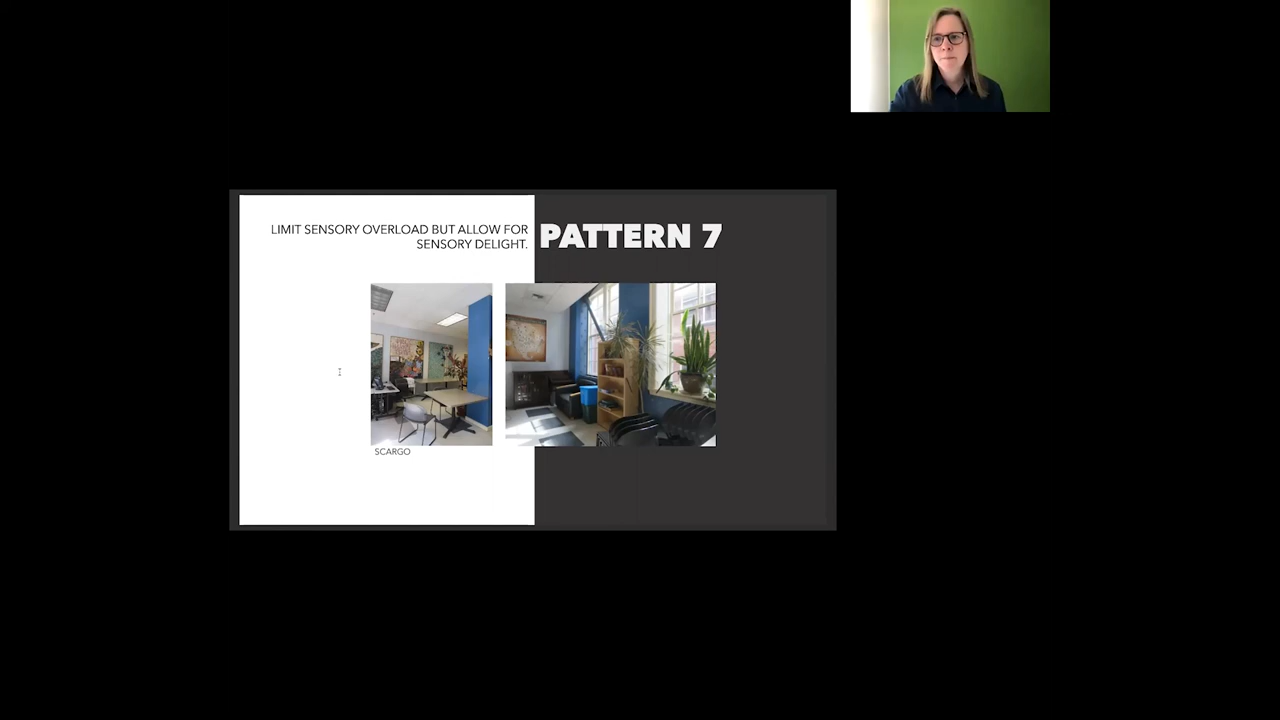 LIMIT SENSORY OVERLOAD BUT ALLOW FOR
SENSORY DELIGHT.
PATTERN 7
SCARGO